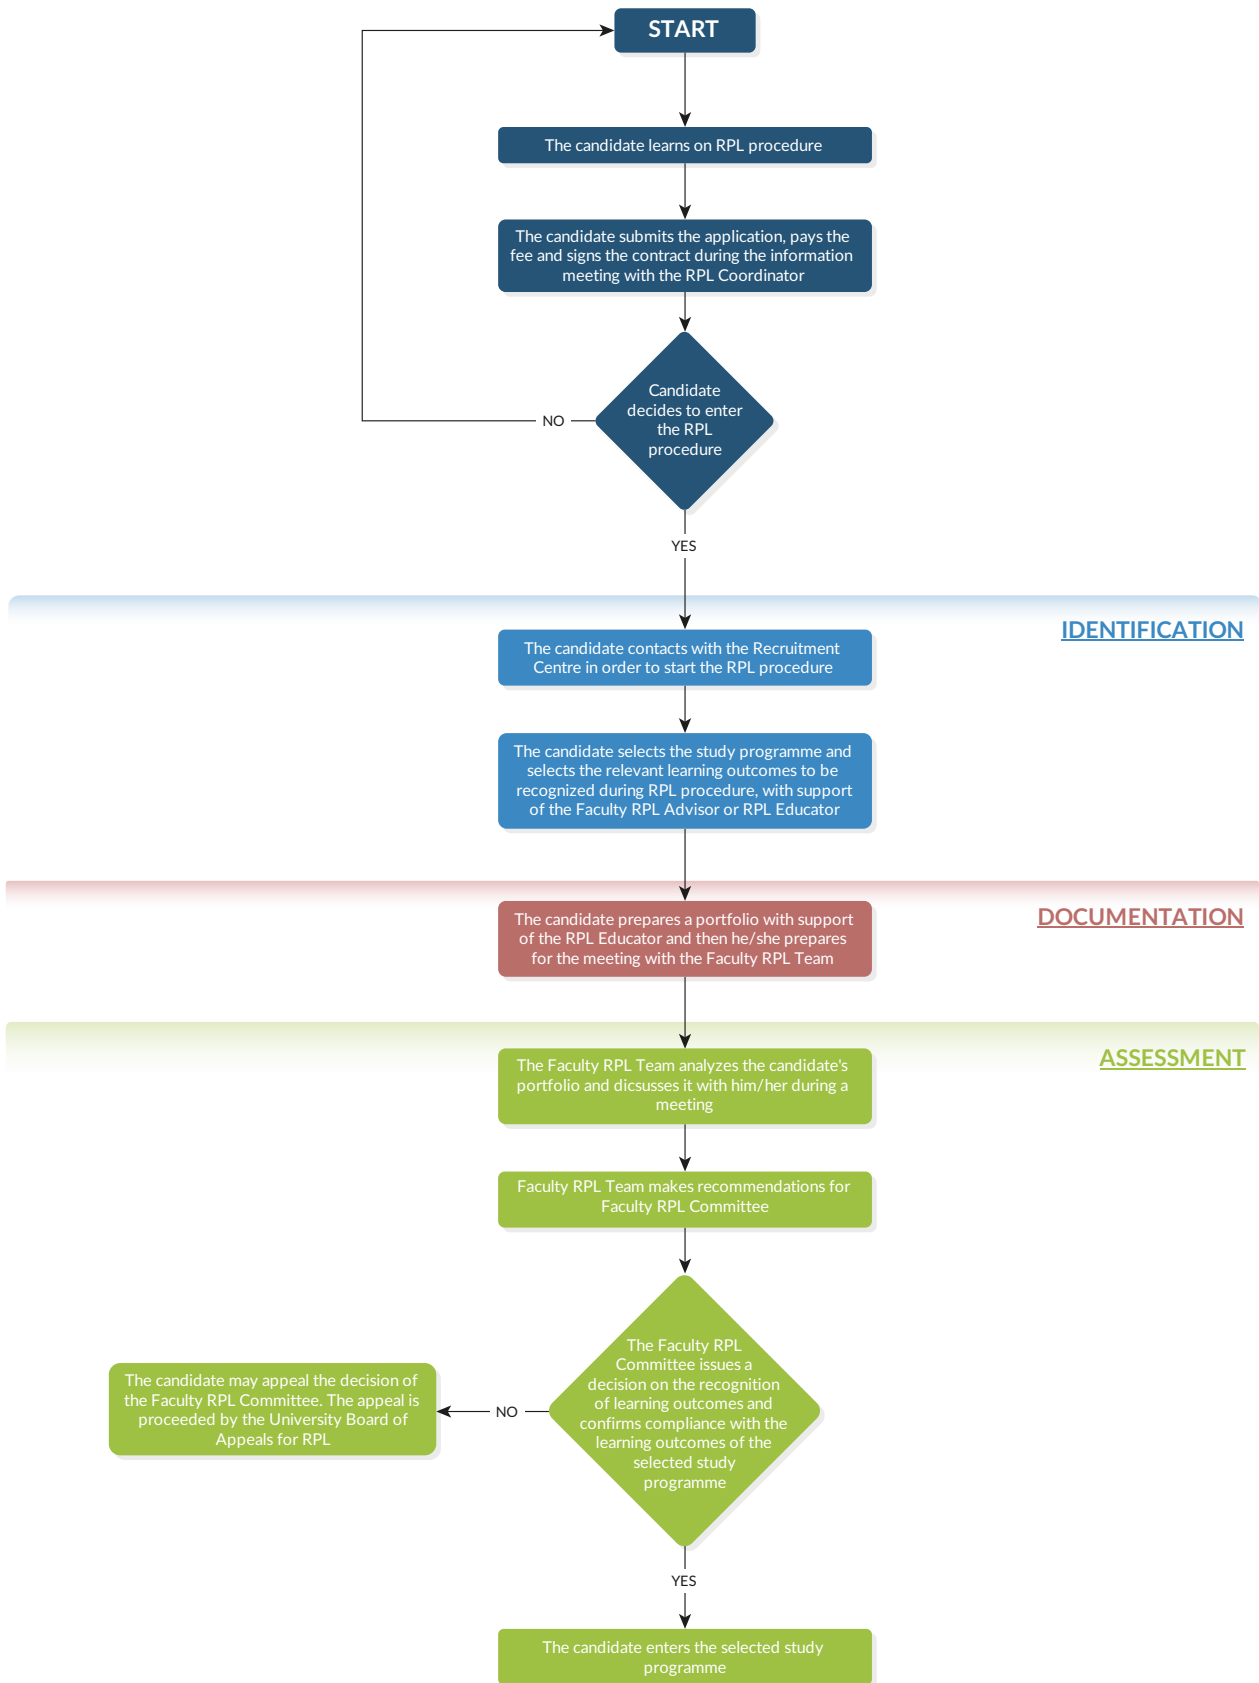 START
The candidate learns on RPL procedure
The candidate submits the application, pays the
fee and signs the contract during the information
meeting with the RPL Coordinator
Candidate
decides to enter
the RPL
procedure
NO
YES
IDENTIFICATION
The candidate contacts with the Recruitment
Centre in order to start the RPL procedure
The candidate selects the study programme and
selects the relevant learning outcomes to be
recognized during RPL procedure, with support
of the Faculty RPL Advisor or RPL Educator
DOCUMENTATION
The candidate prepares a portfolio with support
of the RPL Educator and then he/she prepares
for the meeting with the Faculty RPL Team
ASSESSMENT
The Faculty RPL Team analyzes the candidate's
portfolio and dicsusses it with him/her during a
meeting
Faculty RPL Team makes recommendations for
Faculty RPL Committee
The Faculty RPL
Committee issues a
decision on the recognition
of learning outcomes and
confirms compliance with the
learning outcomes of the
selected study
programme
NO
The candidate may appeal the decision of
the Faculty RPL Committee. The appeal is
proceeded by the University Board of
Appeals for RPL
YES
The candidate enters the selected study
programme